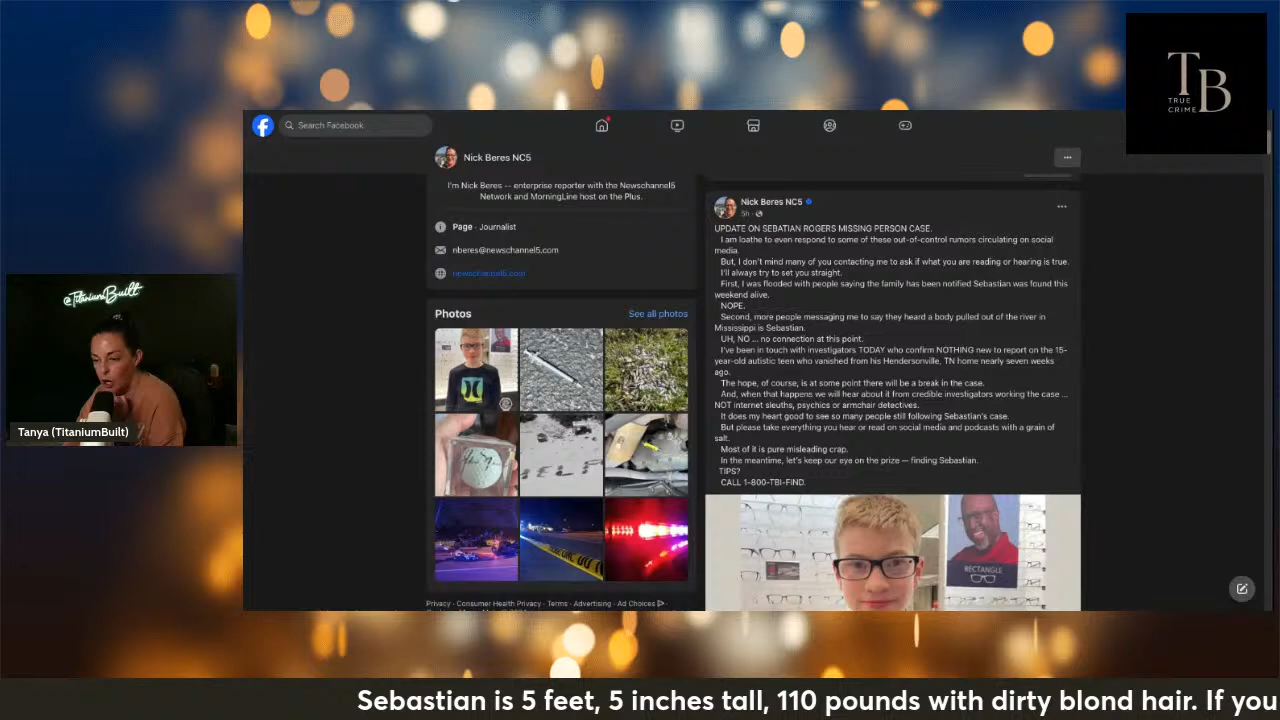 TB
TRUE
CRIME
Search Facebook
Nick Beres NC5
I'm Nick Beres -- enterprise reporter with the Newschannel5
Network and MorningLine host on the Plus.
Page · Journalist
nberes@newschannel5.com
newschannel5.com
Photos
See all photos
Privacy · Consumer Health Privacy · Terms · Advertising · Ad Choices
Nick Beres NC5
5h
UPDATE ON SEBATIAN ROGERS MISSING PERSON CASE.
I am loathe to even respond to some of these out-of-control rumors circulating on social
media.
But, I don't mind many of you contacting me to ask if what you are reading or hearing is true.
I'll always try to set you straight.
First, I was flooded with people saying the family has been notified Sebastian was found this
weekend alive.
NOPE.
Second, more people messaging me to say they heard a body pulled out of the river in
Mississippi is Sebastian.
UH, NO ... no connection at this point.
I've been in touch with investigators TODAY who confirm NOTHING new to report on the 15-
year-old autistic teen who vanished from his Hendersonville, TN home nearly seven weeks
ago.
The hope, of course, is at some point there will be a break in the case.
And, when that happens we will hear about it from credible investigators working the case ...
NOT internet sleuths, psychics or armchair detectives.
It does my heart good to see so many people still following Sebastian's case.
But please take everything you hear or read on social media and podcasts with a grain of
salt.
Most of it is pure misleading crap.
In the meantime, let's keep our eye on the prize -- finding Sebastian.
TIPS?
CALL 1-800-TBI-FIND.
RECTANGLE
@TitaniumBuilt
Tanya (TitaniumBuilt)
Sebastian is 5 feet, 5 inches tall, 110 pounds with dirty blond hair. If you